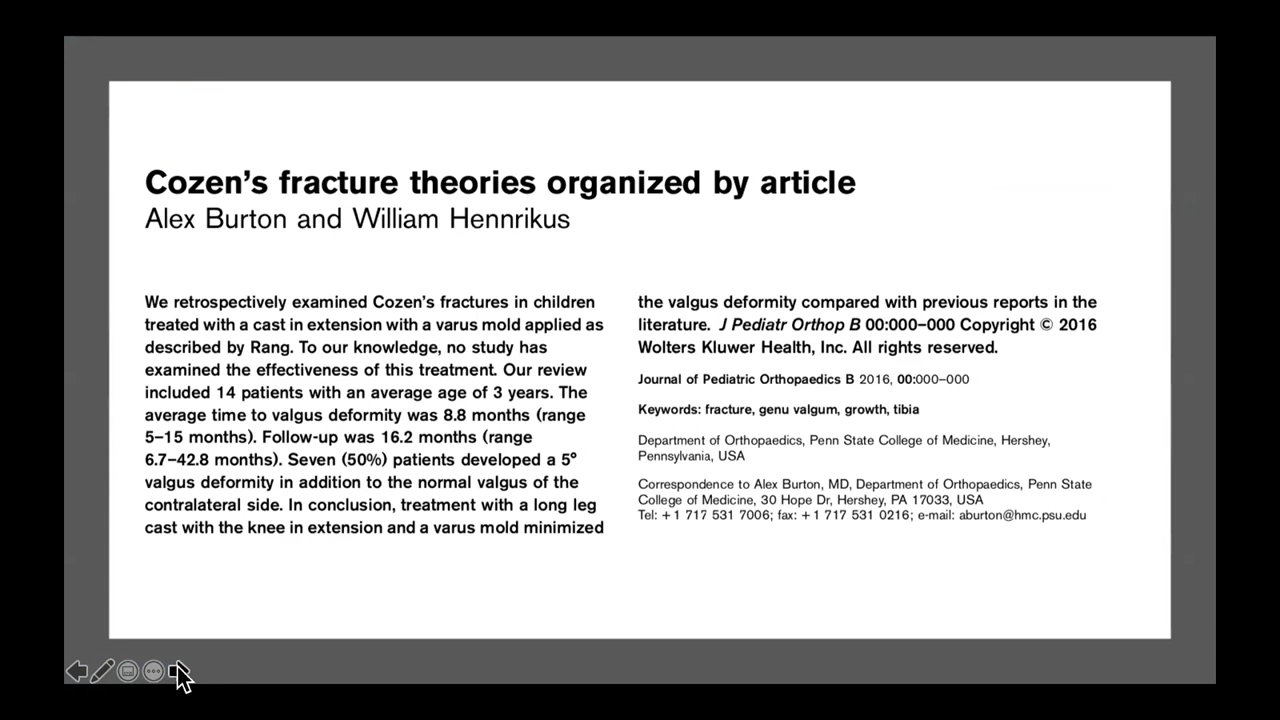 Cozen’s fracture theories organized by article
Alex Burton and William Hennrikus
We retrospectively examined Cozen’s fractures in children
treated with a cast in extension with a varus mold applied as
described by Rang. To our knowledge, no study has
examined the effectiveness of this treatment. Our review
included 14 patients with an average age of 3 years. The
average time to valgus deformity was 8.8 months (range
5–15 months). Follow-up was 16.2 months (range
6.7–42.8 months). Seven (50%) patients developed a 5°
valgus deformity in addition to the normal valgus of the
contralateral side. In conclusion, treatment with a long leg
cast with the knee in extension and a varus mold minimized
the valgus deformity compared with previous reports in the
literature. J Pediatr Orthop B 00:000–000 Copyright © 2016
Wolters Kluwer Health, Inc. All rights reserved.
Journal of Pediatric Orthopaedics B 2016, 00:000–000
Keywords: fracture, genu valgum, growth, tibia
Department of Orthopaedics, Penn State College of Medicine, Hershey,
Pennsylvania, USA
Correspondence to Alex Burton, MD, Department of Orthopaedics, Penn State
College of Medicine, 30 Hope Dr, Hershey, PA 17033, USA
Tel: +1 717 531 7006; fax: +1 717 531 0216; e-mail: aburton@hmc.psu.edu